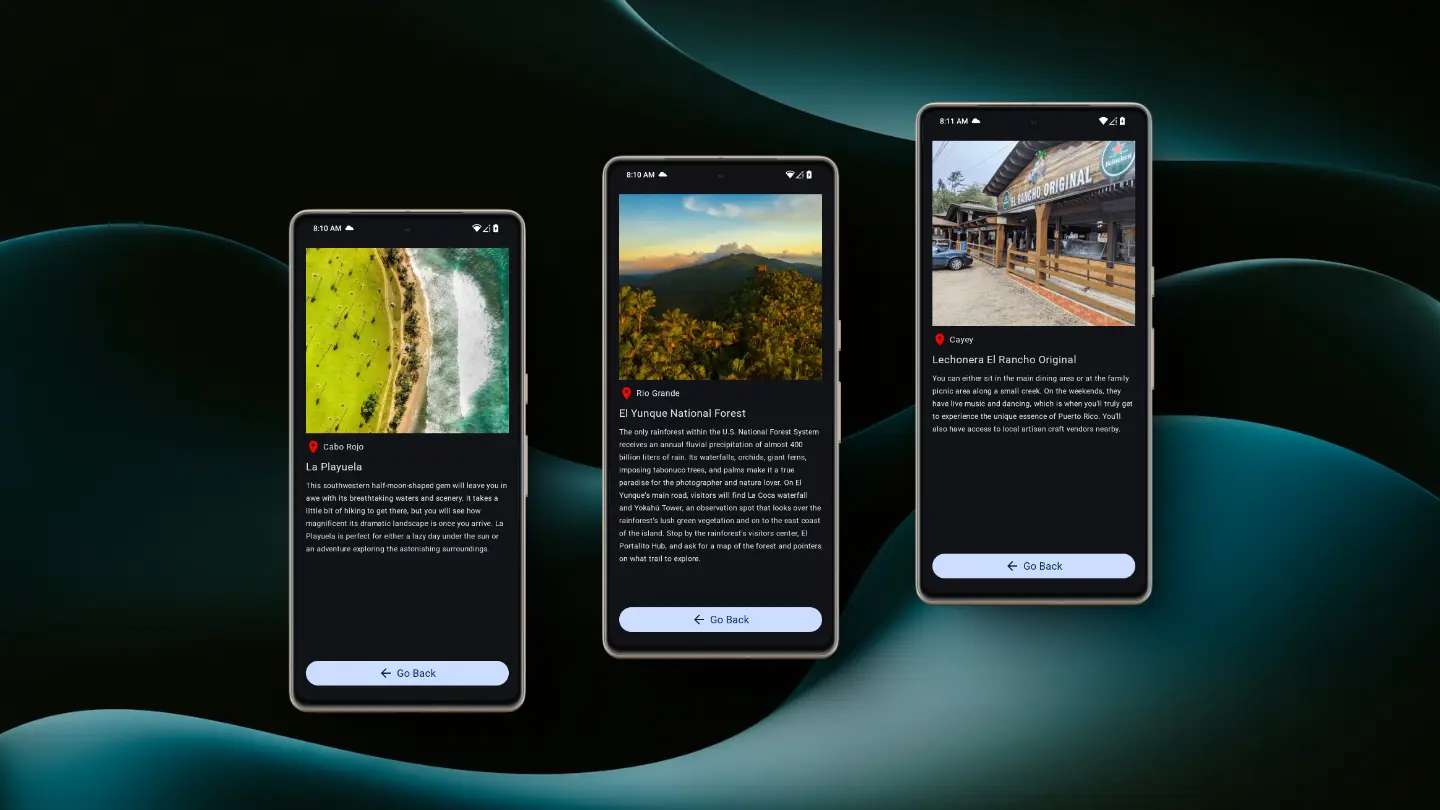 8:10 AM
Cabo Rojo
La Playuela
This southwestern half-moon-shaped gem will leave you in
awe with its breathtaking waters and scenery. It takes a
little bit of hiking to get there, but you will see how
magnificent its dramatic landscape is once you arrive. La
Playuela is perfect for either a lazy day under the sun or
an adventure exploring the astonishing surroundings.
Go Back
8:10 AM
Rio Grande
El Yunque National Forest
The only rainforest within the U.S. National Forest System
receives an annual fluvial precipitation of almost 400
billion liters of rain. Its waterfalls, orchids, giant ferns,
imposing tabonuco trees, and palms make it a true
paradise for the photographer and nature lover. On El
Yunque's main road, visitors will find La Coca waterfall
and Yokahú Tower, an observation spot that looks over the
rainforest's lush green vegetation and on to the east coast
of the island. Stop by the rainforest's visitors center, El
Portalito Hub, and ask for a map of the forest and pointers
on what trail to explore.
Go Back
8:11 AM
Heineken
EL RANCHO ORIGINAL
Cayey
Lechonera El Rancho Original
You can either sit in the main dining area or at the family
picnic area along a small creek. On the weekends, they
have live music and dancing, which is when you'll truly get
to experience the unique essence of Puerto Rico. You'll
also have access to local artisan craft vendors nearby.
Go Back